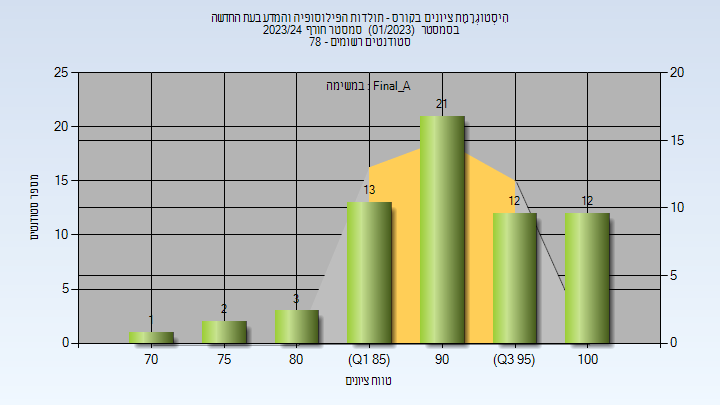 הִיסְטוֹגְרָמַת ציונים בקורס - תולדות הפילוסופיה והמדע בעת החדשה
בסמסטר (01/2023) סמסטר חורף 2023/24
סטודנטים רשומים - 78
במשימה : Final_A
מספר סטודנטים
25
20
15
10
5
0
20
15
10
5
0
1
2
3
13
21
12
12
70
75
80
(Q1 85)
90
(Q3 95)
100
טווח ציונים